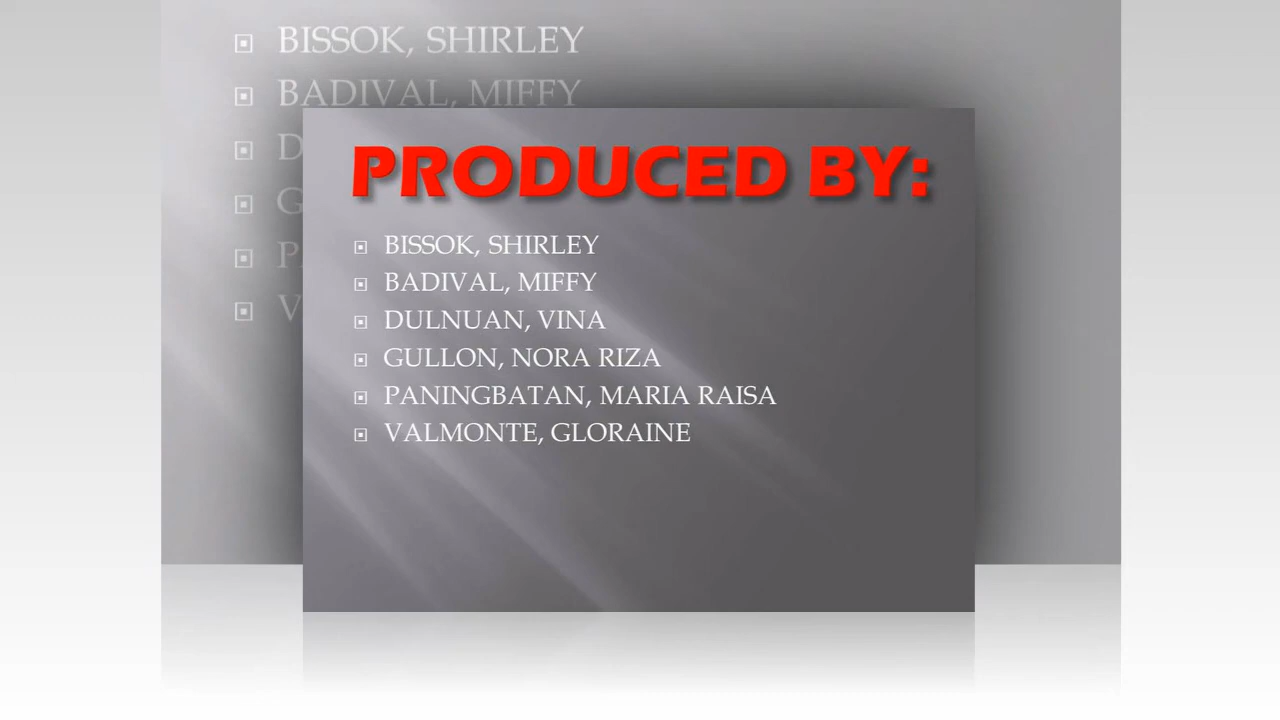 BISSOK, SHIRLEY
BADIVAL, MIFFY
D
G
P
V
PRODUCED BY:
BISSOK, SHIRLEY
BADIVAL, MIFFY
DULNUAN, VINA
GULLON, NORA RIZA
PANINGBATAN, MARIA RAISA
VALMONTE, GLORAINE